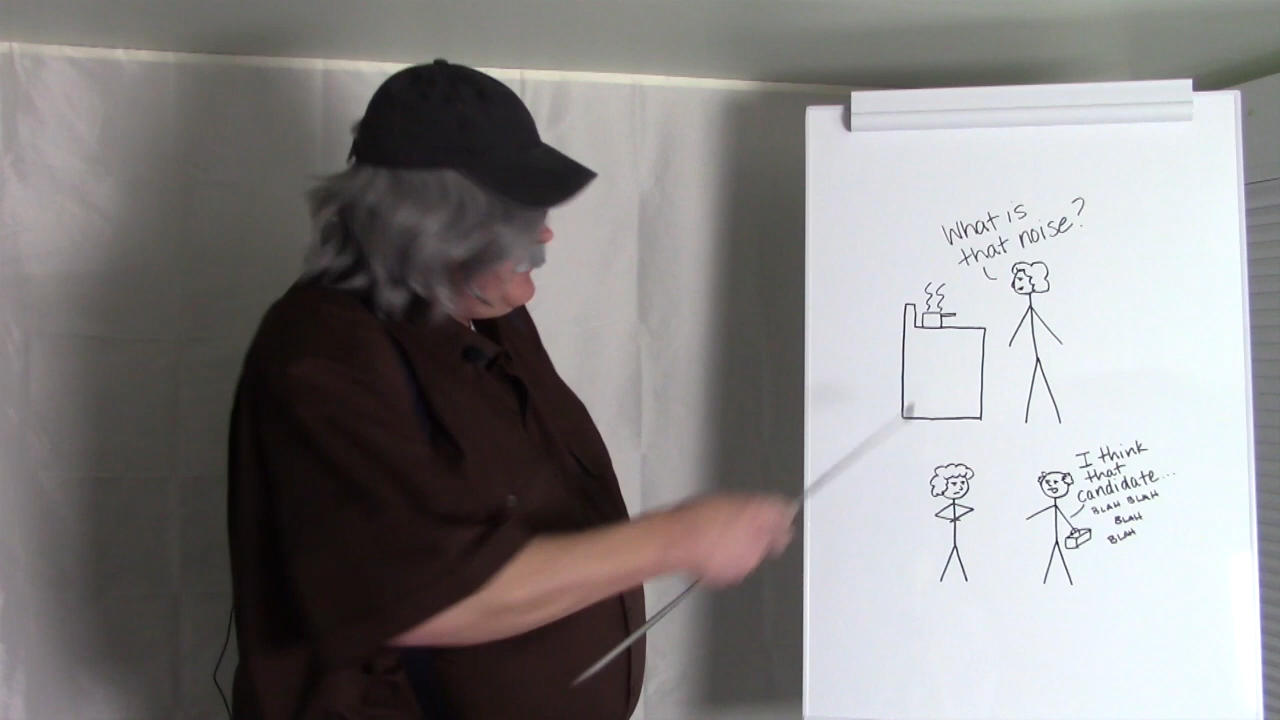 What is
that noise?
I think
that
candidate...
BLAH BLAH
BLAH
BLAH